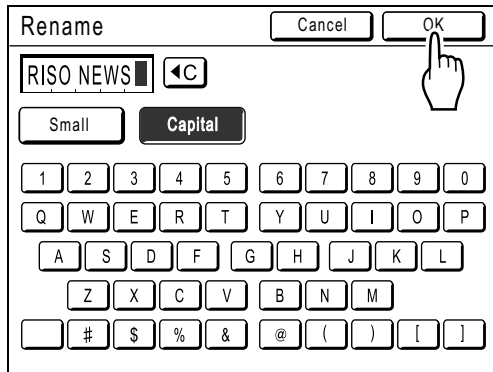 Rename Cancel OK
RISO NEWS ◀C
Small Capital
1 2 3 4 5 6 7 8 9 0
Q W E R T Y U I O P
A S D F G H J K L
Z X C V B N M
# $ % & @ ( ) [ ]